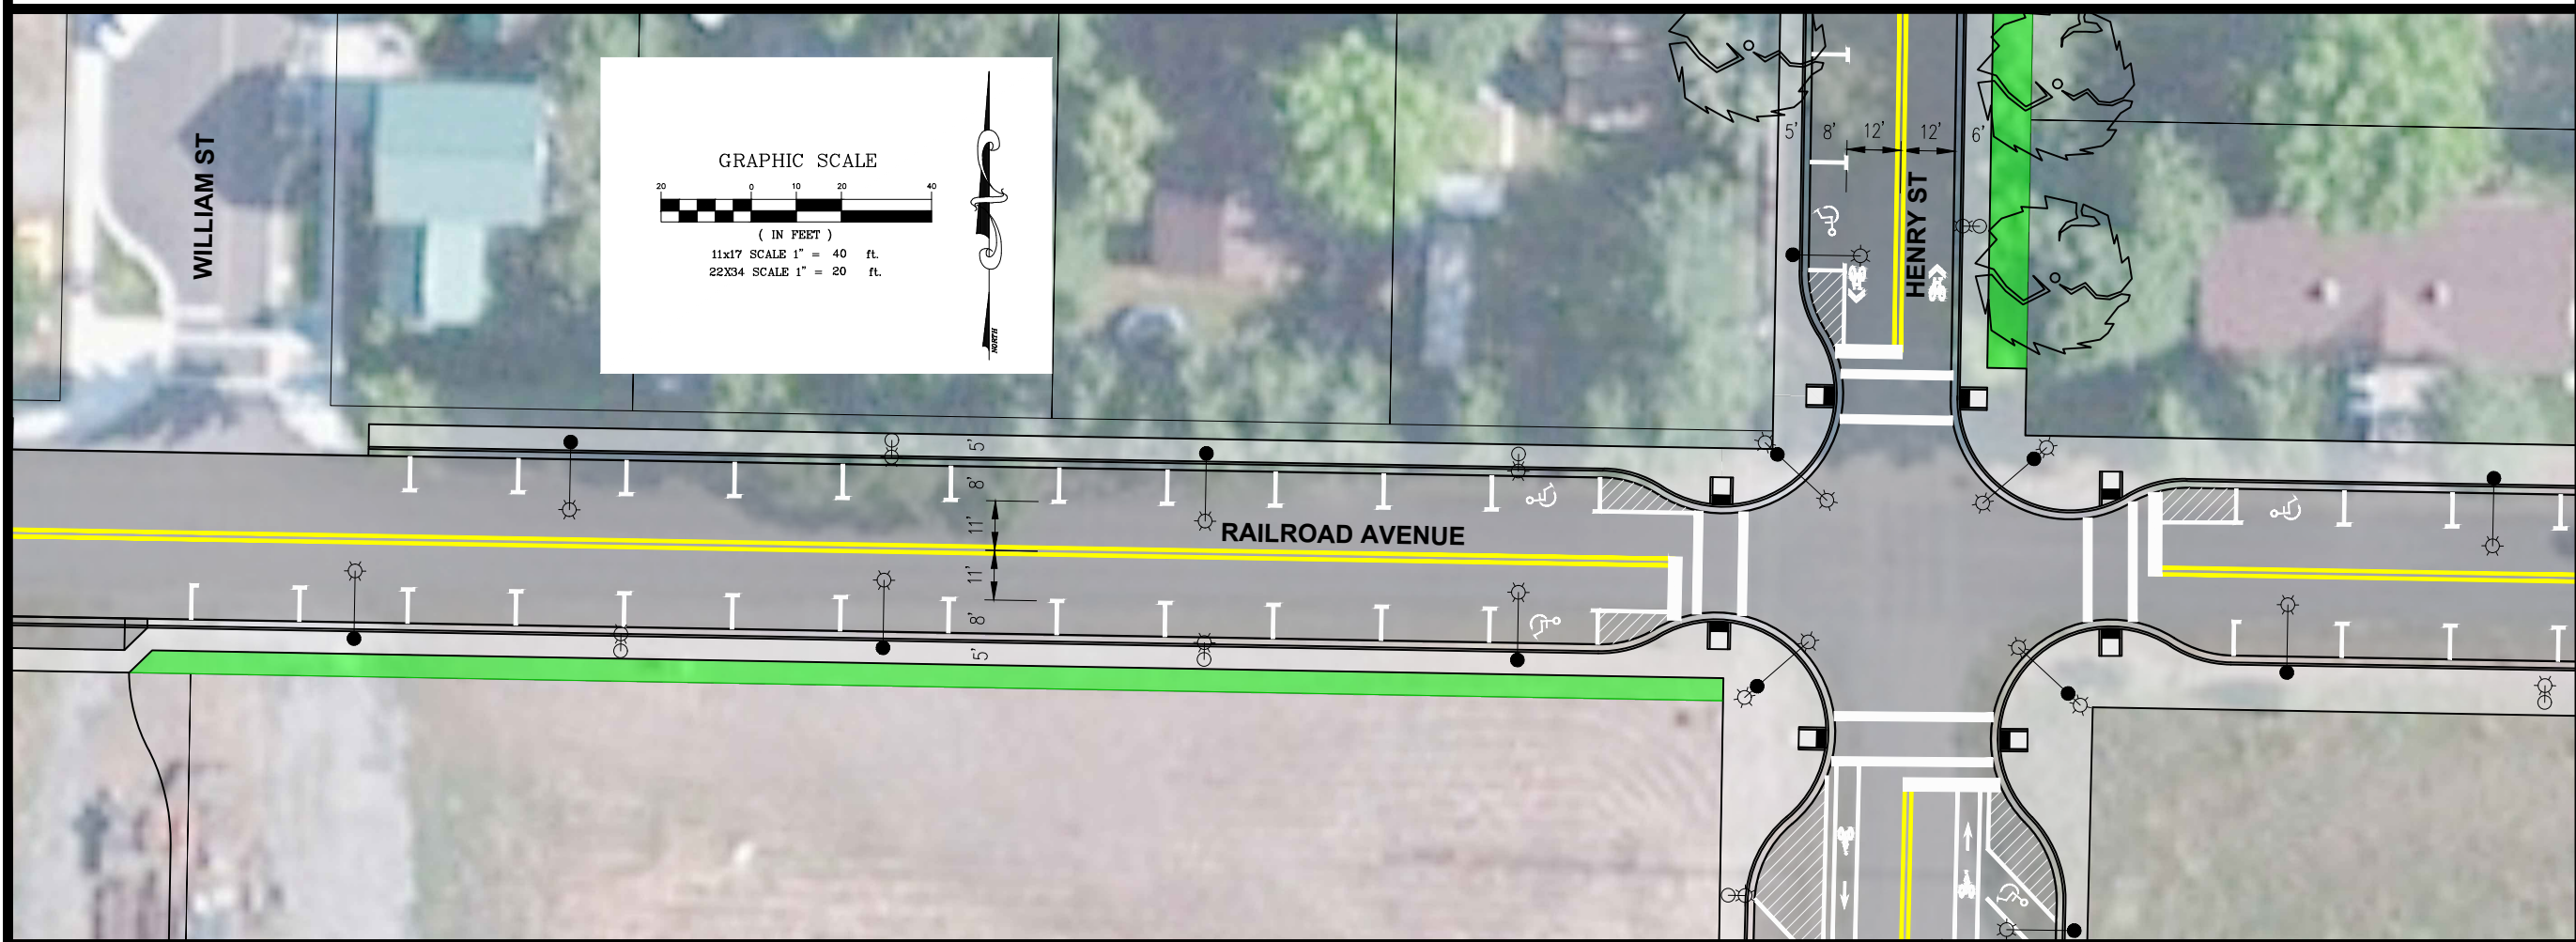 WILLIAM ST
GRAPHIC SCALE
20 0 10 20 40
( IN FEET )
11x17 SCALE 1" = 40 ft.
22X34 SCALE 1" = 20 ft.
NORTH
5' 8' 12' 12' 6'
HENRY ST
5'
8'
11'
RAILROAD AVENUE
11'
8'
5'